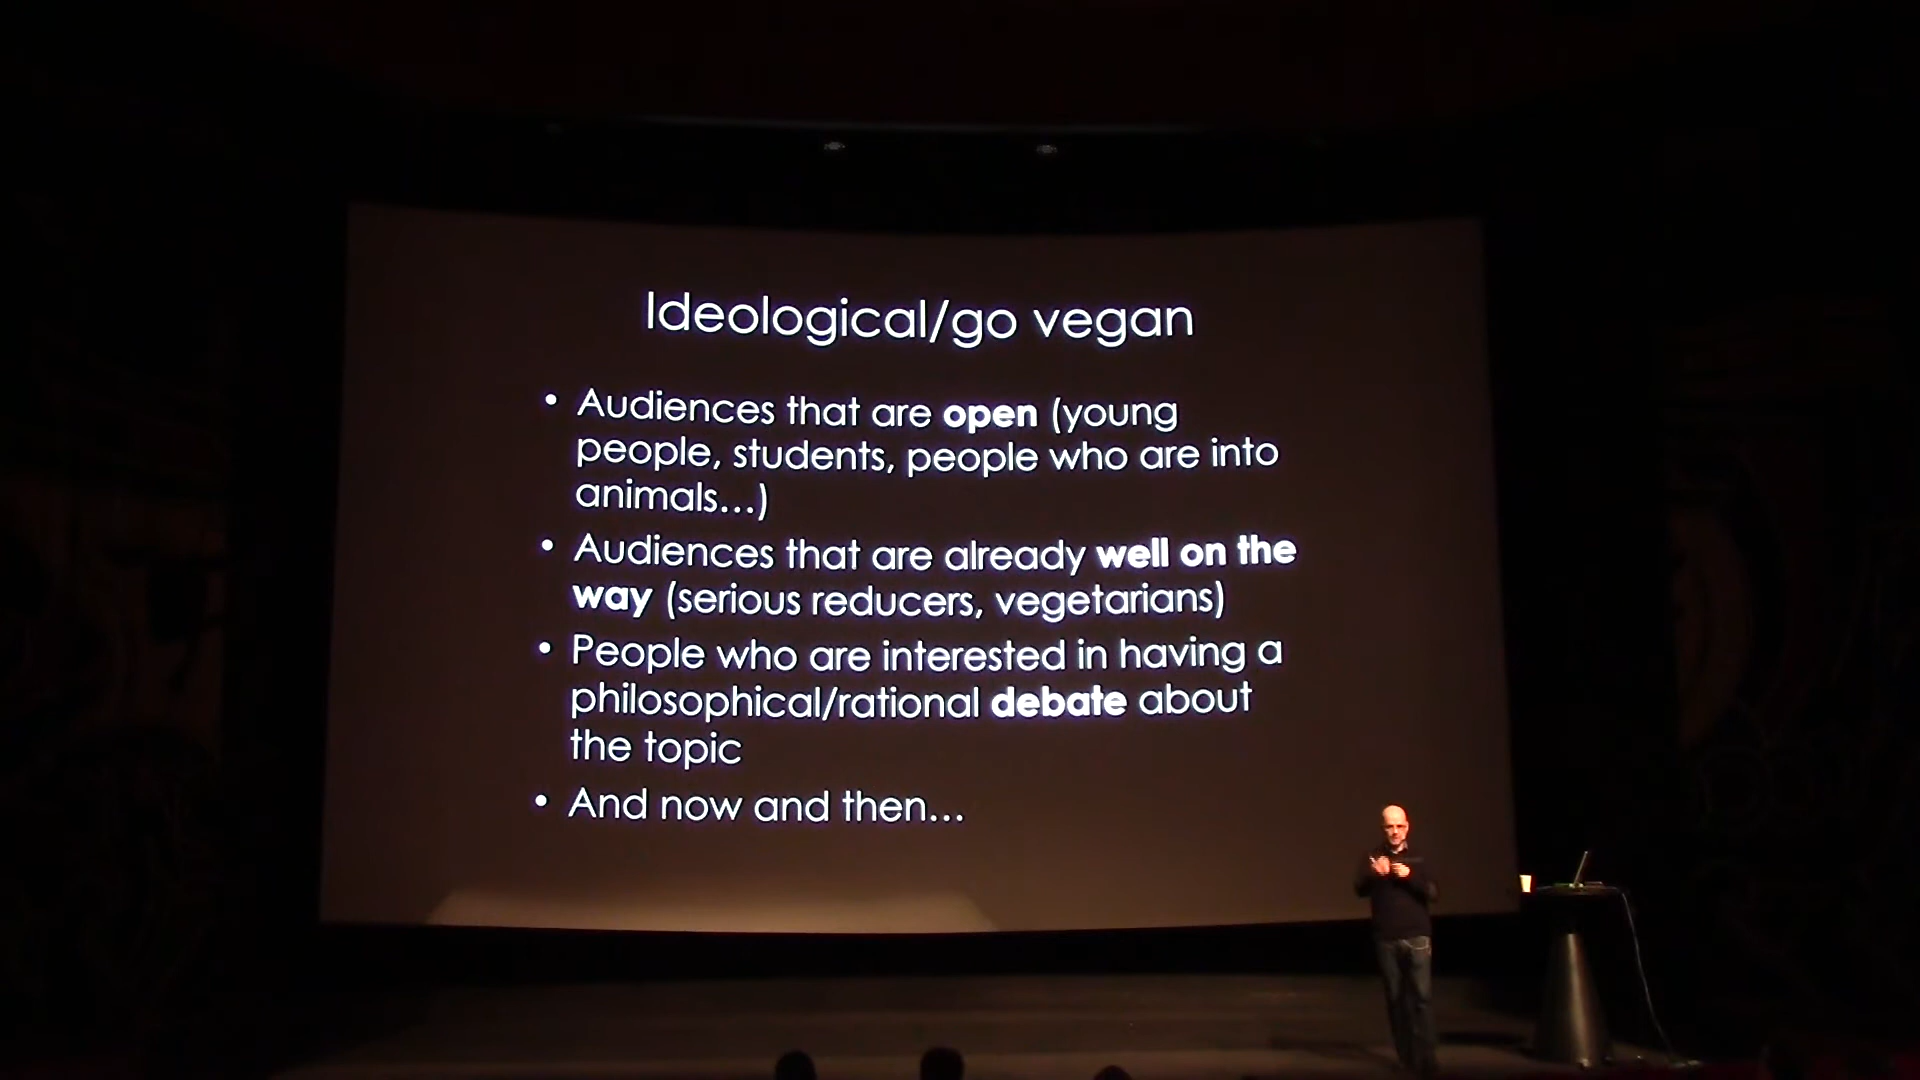 Ideological/go vegan
• Audiences that are open (young
people, students, people who are into
animals...)
• Audiences that are already well on the
way (serious reducers, vegetarians)
• People who are interested in having a
philosophical/rational debate about
the topic
• And now and then...